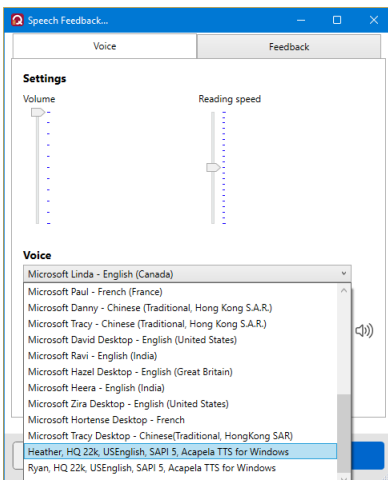 Speech Feedback...
Voice
Feedback
Settings
Volume
Reading speed
Voice
Microsoft Linda - English (Canada)
Microsoft Paul - French (France)
Microsoft Danny - Chinese (Traditional, Hong Kong S.A.R.)
Microsoft Tracy - Chinese (Traditional, Hong Kong S.A.R.)
Microsoft David Desktop - English (United States)
Microsoft Ravi - English (India)
Microsoft Hazel Desktop - English (Great Britain)
Microsoft Heera - English (India)
Microsoft Zira Desktop - English (United States)
Microsoft Hortense Desktop - French
Microsoft Tracy Desktop - Chinese(Traditional, HongKong SAR)
Heather, HQ 22k, USEnglish, SAPI 5, Acapela TTS for Windows
Ryan, HQ 22k, USEnglish, SAPI 5, Acapela TTS for Windows